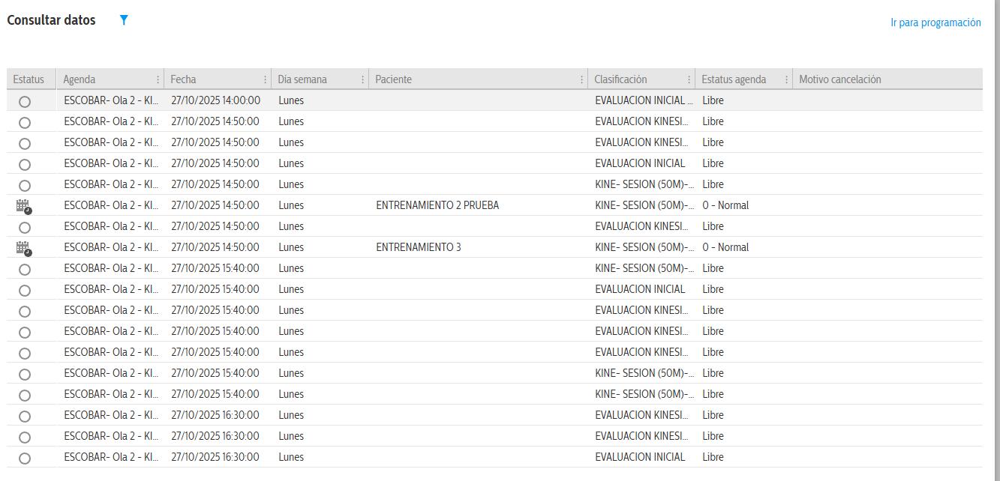 Consultar datos
Ir para programación
Estatus Agenda Fecha Día semana Paciente Clasificación Estatus agenda Motivo cancelación
ESCOBAR- Ola 2 - KI... 27/10/2025 14:00:00 Lunes EVALUACION INICIAL ... Libre
ESCOBAR- Ola 2 - KI... 27/10/2025 14:50:00 Lunes EVALUACION KINESI... Libre
ESCOBAR- Ola 2 - KI... 27/10/2025 14:50:00 Lunes EVALUACION KINESI... Libre
ESCOBAR- Ola 2 - KI... 27/10/2025 14:50:00 Lunes EVALUACION INICIAL Libre
ESCOBAR- Ola 2 - KI... 27/10/2025 14:50:00 Lunes KINE- SESION (50M)-... Libre
ESCOBAR- Ola 2 - KI... 27/10/2025 14:50:00 Lunes ENTRENAMIENTO 2 PRUEBA KINE- SESION (50M)-... 0 - Normal
ESCOBAR- Ola 2 - KI... 27/10/2025 14:50:00 Lunes EVALUACION KINESI... Libre
ESCOBAR- Ola 2 - KI... 27/10/2025 14:50:00 Lunes ENTRENAMIENTO 3 KINE- SESION (50M)-... 0 - Normal
ESCOBAR- Ola 2 - KI... 27/10/2025 15:40:00 Lunes KINE- SESION (50M)-... Libre
ESCOBAR- Ola 2 - KI... 27/10/2025 15:40:00 Lunes EVALUACION INICIAL Libre
ESCOBAR- Ola 2 - KI... 27/10/2025 15:40:00 Lunes EVALUACION KINESI... Libre
ESCOBAR- Ola 2 - KI... 27/10/2025 15:40:00 Lunes EVALUACION KINESI... Libre
ESCOBAR- Ola 2 - KI... 27/10/2025 15:40:00 Lunes EVALUACION KINESI... Libre
ESCOBAR- Ola 2 - KI... 27/10/2025 15:40:00 Lunes KINE- SESION (50M)-... Libre
ESCOBAR- Ola 2 - KI... 27/10/2025 15:40:00 Lunes KINE- SESION (50M)-... Libre
ESCOBAR- Ola 2 - KI... 27/10/2025 16:30:00 Lunes EVALUACION KINESI... Libre
ESCOBAR- Ola 2 - KI... 27/10/2025 16:30:00 Lunes EVALUACION KINESI... Libre
ESCOBAR- Ola 2 - KI... 27/10/2025 16:30:00 Lunes EVALUACION INICIAL Libre